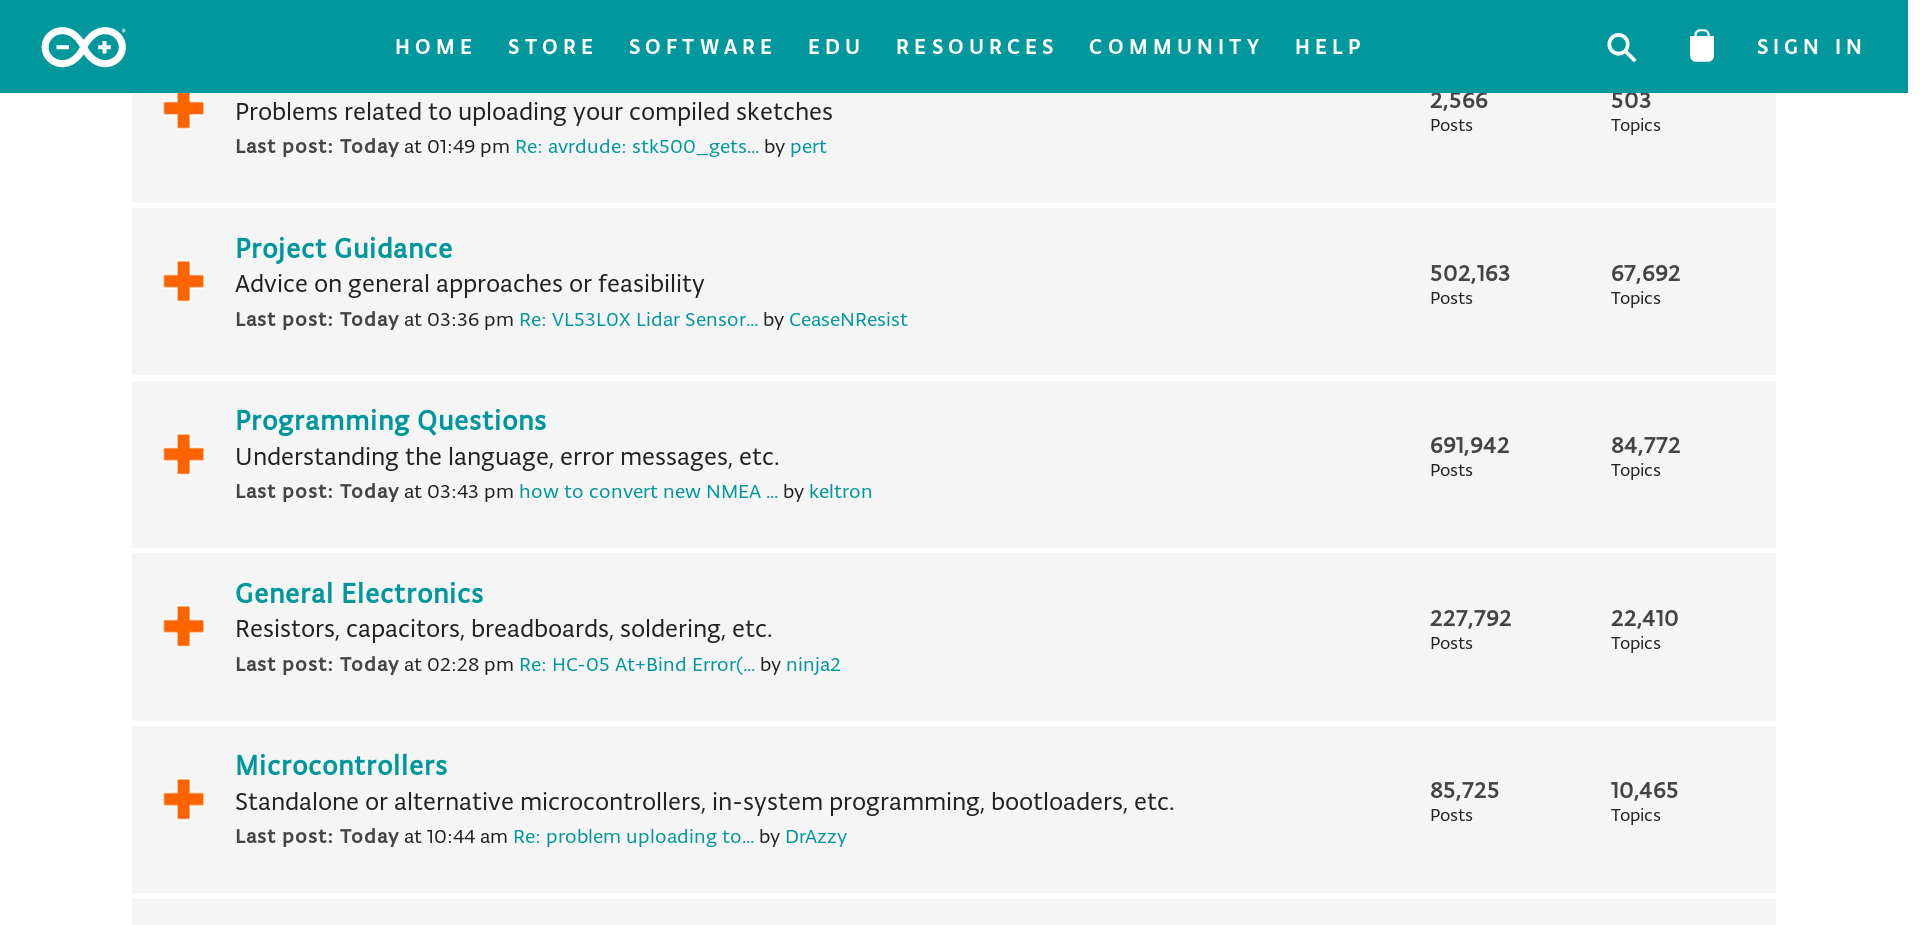 HOME STORE SOFTWARE EDU RESOURCES COMMUNITY HELP SIGN IN
Problems related to uploading your compiled sketches
Last post: Today at 01:49 pm Re: avrdude: stk500_gets... by pert
2,566
Posts
503
Topics
Project Guidance
Advice on general approaches or feasibility
Last post: Today at 03:36 pm Re: VL53L0X Lidar Sensor... by CeaseNResist
502,163
Posts
67,692
Topics
Programming Questions
Understanding the language, error messages, etc.
Last post: Today at 03:43 pm how to convert new NMEA ... by keltron
691,942
Posts
84,772
Topics
General Electronics
Resistors, capacitors, breadboards, soldering, etc.
Last post: Today at 02:28 pm Re: HC-05 At+Bind Error(... by ninja2
227,792
Posts
22,410
Topics
Microcontrollers
Standalone or alternative microcontrollers, in-system programming, bootloaders, etc.
Last post: Today at 10:44 am Re: problem uploading to... by DrAzzy
85,725
Posts
10,465
Topics